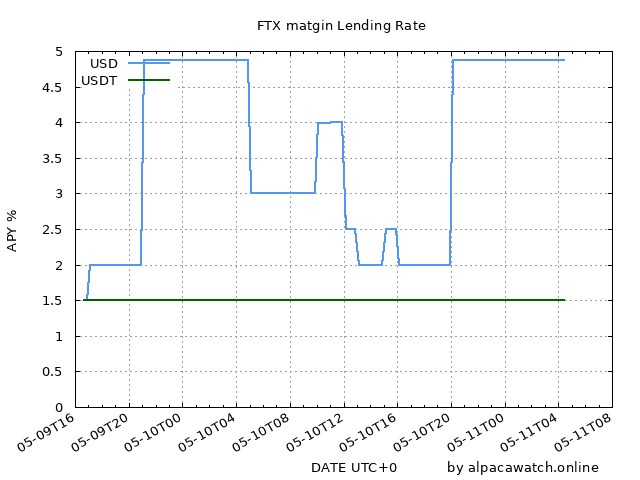 FTX matgin Lending Rate
USD
USDT
5
4.5
4
3.5
3
2.5
2
1.5
1
0.5
0
APY %
05-09T16
05-09T20
05-10T00
05-10T04
05-10T08
05-10T12
05-10T16
05-10T20
05-11T00
05-11T04
05-11T08
DATE UTC+0
by alpacawatch.online